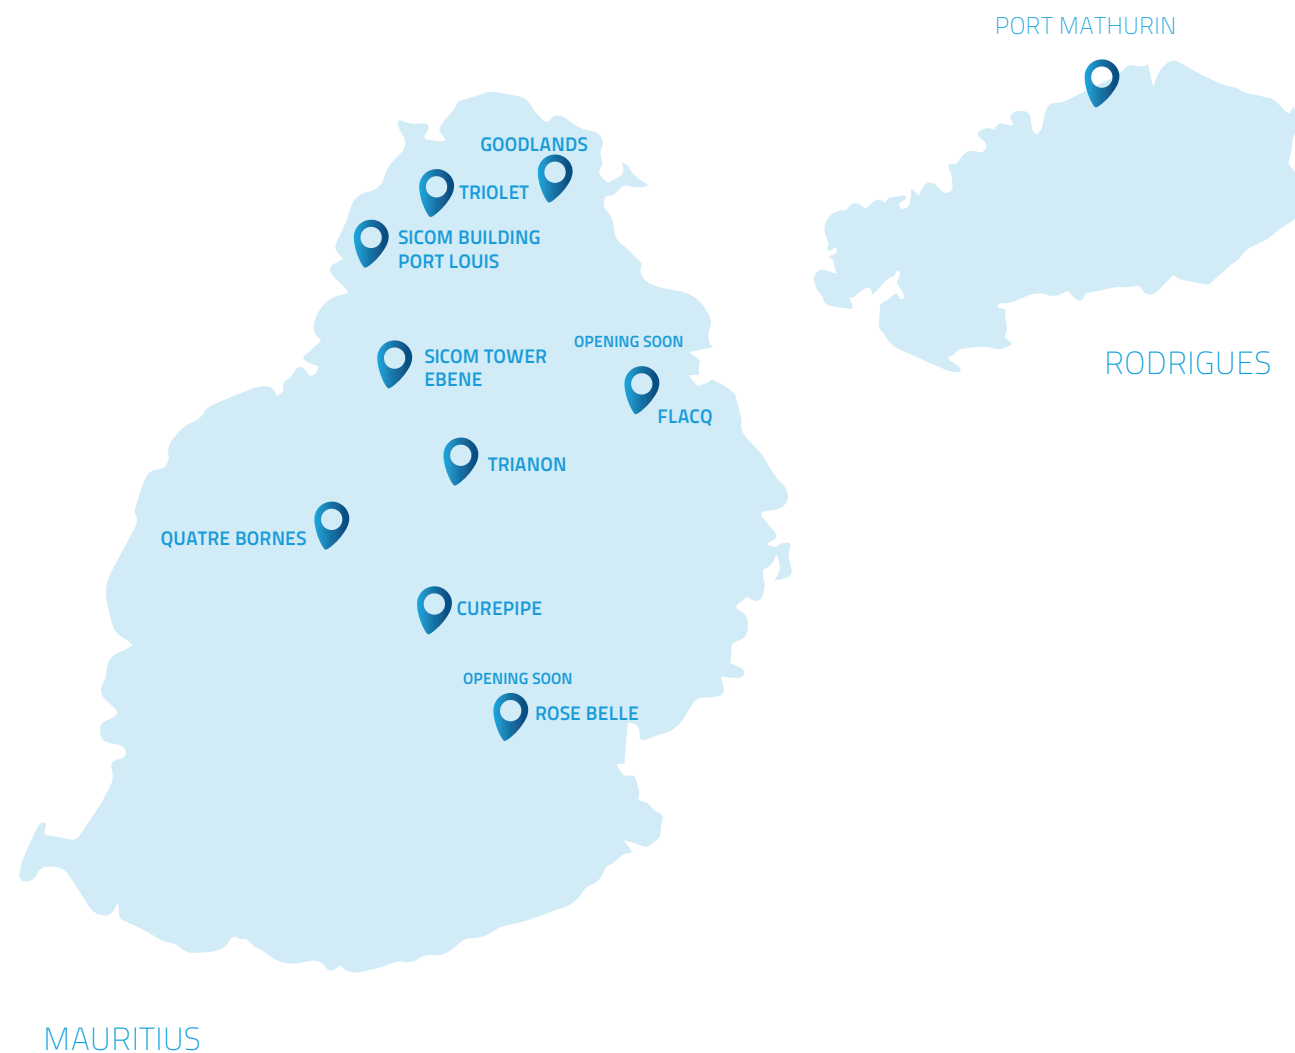 PORT MATHURIN
GOODLANDS
TRIOLET
SICOM BUILDING
PORT LOUIS
OPENING SOON
SICOM TOWER
EBENE
RODRIGUES
FLACQ
TRIANON
QUATRE BORNES
CUREPIPE
OPENING SOON
ROSE BELLE
MAURITIUS